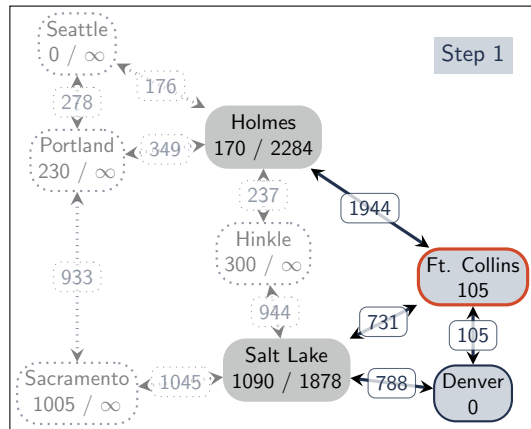 Seattle
0 / ∞
Step 1
176
278
Holmes
170 / 2284
Portland
230 / ∞
349
237
1944
Hinkle
300 / ∞
Ft. Collins
105
933
944
731
105
Salt Lake
1090 / 1878
Sacramento
1005 / ∞
1045
788
Denver
0